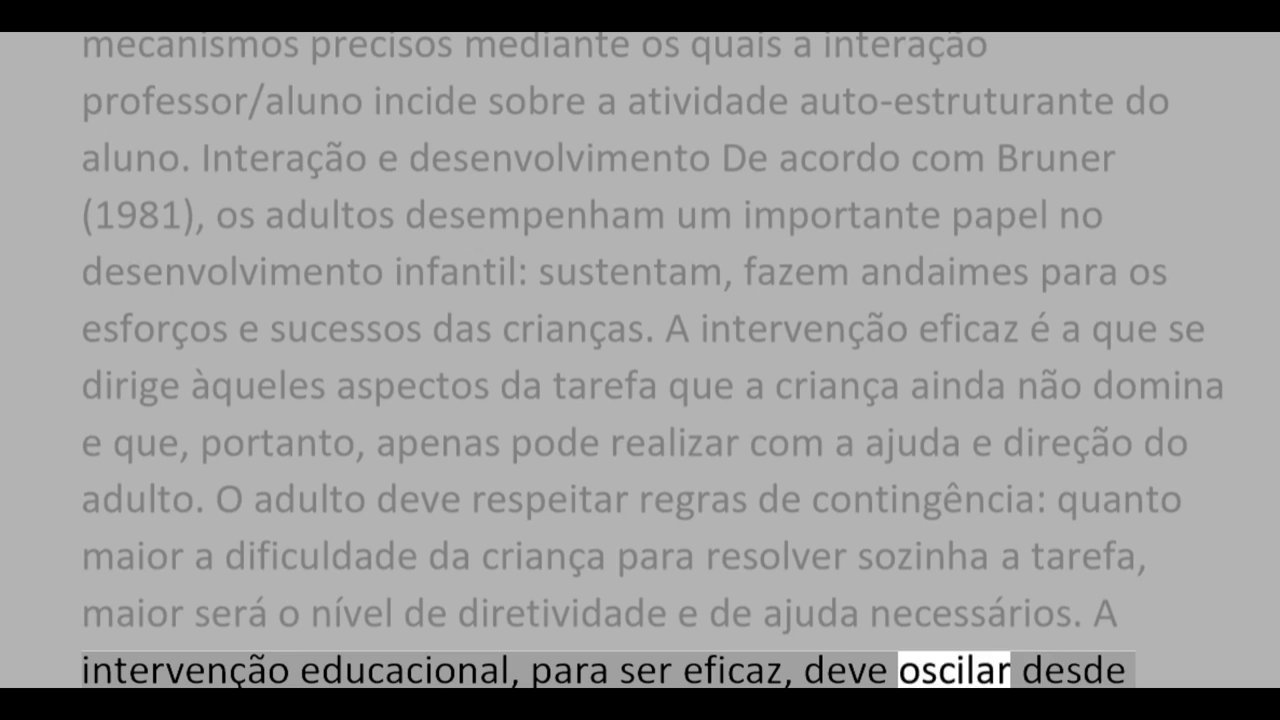 mecanismos precisos mediante os quais a interação
professor/aluno incide sobre a atividade auto-estruturante do
aluno. Interação e desenvolvimento De acordo com Bruner
(1981), os adultos desempenham um importante papel no
desenvolvimento infantil: sustentam, fazem andaimes para os
esforços e sucessos das crianças. A intervenção eficaz é a que se
dirige àqueles aspectos da tarefa que a criança ainda não domina
e que, portanto, apenas pode realizar com a ajuda e direção do
adulto. O adulto deve respeitar regras de contingência: quanto
maior a dificuldade da criança para resolver sozinha a tarefa,
maior será o nível de diretividade e de ajuda necessários. A
intervenção educacional, para ser eficaz, deve oscilar desde